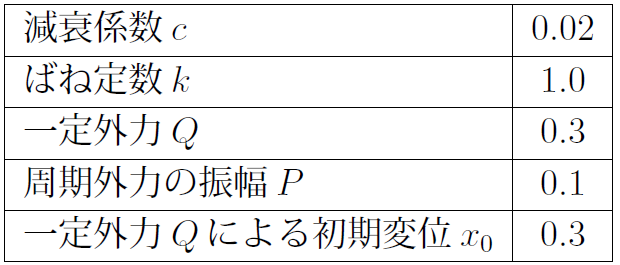 減衰係数 c 0.02
ばね定数 k 1.0
一定外力 Q 0.3
周期外力の振幅 P 0.1
一定外力 Q による初期変位 x₀ 0.3